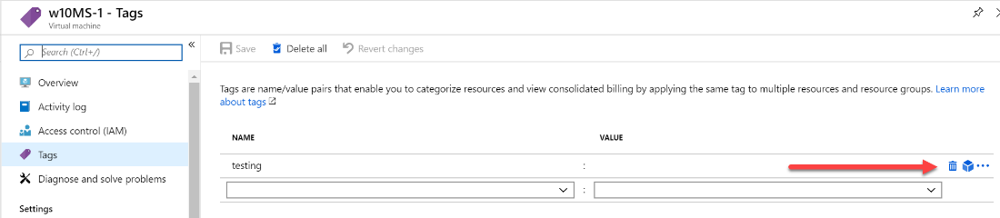 w10MS-1 - Tags
Virtual machine
Search (Ctrl+/)
«
Overview
Activity log
Access control (IAM)
Tags
Diagnose and solve problems
Settings
Save Delete all Revert changes
Tags are name/value pairs that enable you to categorize resources and view consolidated billing by applying the same tag to multiple resources and resource groups. Learn more
about tags
NAME VALUE
testing :
: